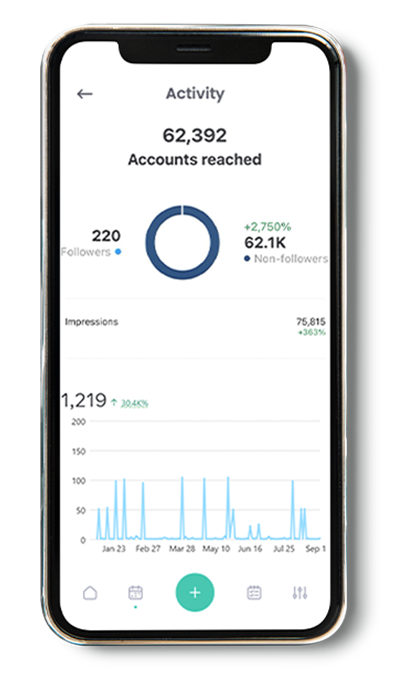 Activity
62,392
Accounts reached
220
Followers
+2,750%
62.1K
Non-followers
Impressions
75,815
+363%
1,219 ↑ 30.4K%
200
150
100
50
0
Jan 23 Feb 27 Mar 28 May 10 Jun 16 Jul 25 Sep 1